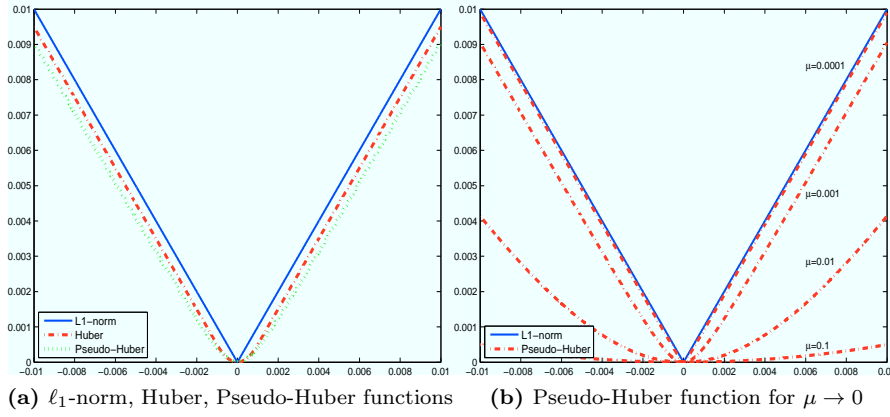 0.01
0.009
0.008
0.007
0.006
0.005
0.004
0.003
0.002
0.001
0
−0.01 −0.008 −0.006 −0.004 −0.002 0 0.002 0.004 0.006 0.008 0.01
L1−norm
Huber
Pseudo−Huber
(a) ℓ₁-norm, Huber, Pseudo-Huber functions
0.01
0.009
0.008
0.007
0.006
0.005
0.004
0.003
0.002
0.001
0
−0.01 −0.008 −0.006 −0.004 −0.002 0 0.002 0.004 0.006 0.008 0.0
μ=0.0001
μ=0.001
μ=0.01
μ=0.1
L1−norm
Pseudo−Huber
(b) Pseudo-Huber function for μ → 0